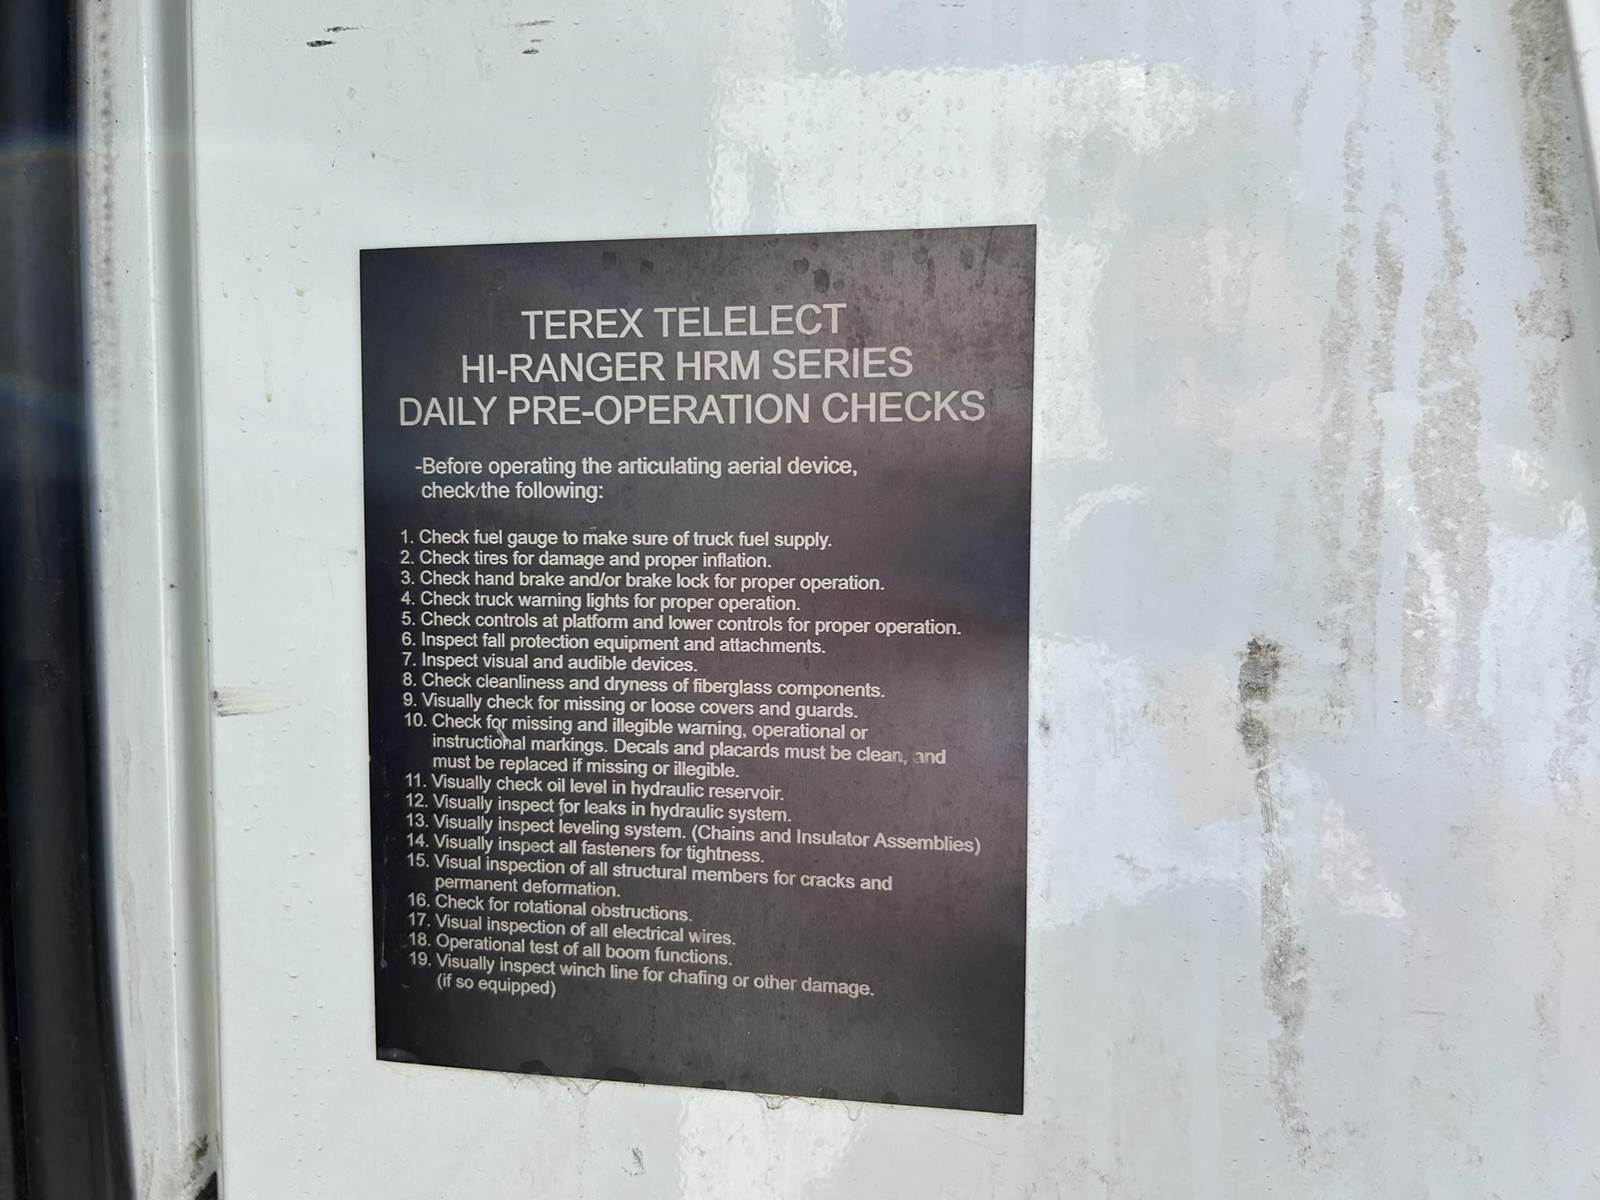 TEREX TELELECT
HI-RANGER HRM SERIES
DAILY PRE-OPERATION CHECKS
-Before operating the articulating aerial device,
check the following:
1. Check fuel gauge to make sure of truck fuel supply.
2. Check tires for damage and proper inflation.
3. Check hand brake and/or brake lock for proper operation.
4. Check truck warning lights for proper operation.
5. Check controls at platform and lower controls for proper operation.
6. Inspect fall protection equipment and attachments.
7. Inspect visual and audible devices.
8. Check cleanliness and dryness of fiberglass components.
9. Visually check for missing or loose covers and guards.
10. Check for missing and illegible warning, operational or
instructional markings. Decals and placards must be clean, and
must be replaced if missing or illegible.
11. Visually check oil level in hydraulic reservoir.
12. Visually inspect for leaks in hydraulic system.
13. Visually inspect leveling system. (Chains and Insulator Assemblies)
14. Visually inspect all fasteners for tightness.
15. Visual inspection of all structural members for cracks and
permanent deformation.
16. Check for rotational obstructions.
17. Visual inspection of all electrical wires.
18. Operational test of all boom functions.
19. Visually inspect winch line for chafing or other damage.
(if so equipped)